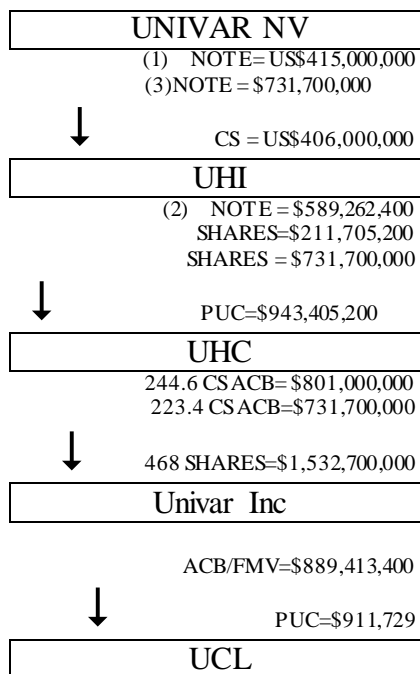 UNIVAR NV
(1) NOTE=US$415,000,000
(3)NOTE = $731,700,000
CS = US$406,000,000
UHI
(2) NOTE = $589,262,400
SHARES=$211,705,200
SHARES = $731,700,000
PUC=$943,405,200
UHC
244.6 CS ACB= $801,000,000
223.4 CS ACB=$731,700,000
468 SHARES=$1,532,700,000
Univar Inc
ACB/FMV=$889,413,400
PUC=$911,729
UCL